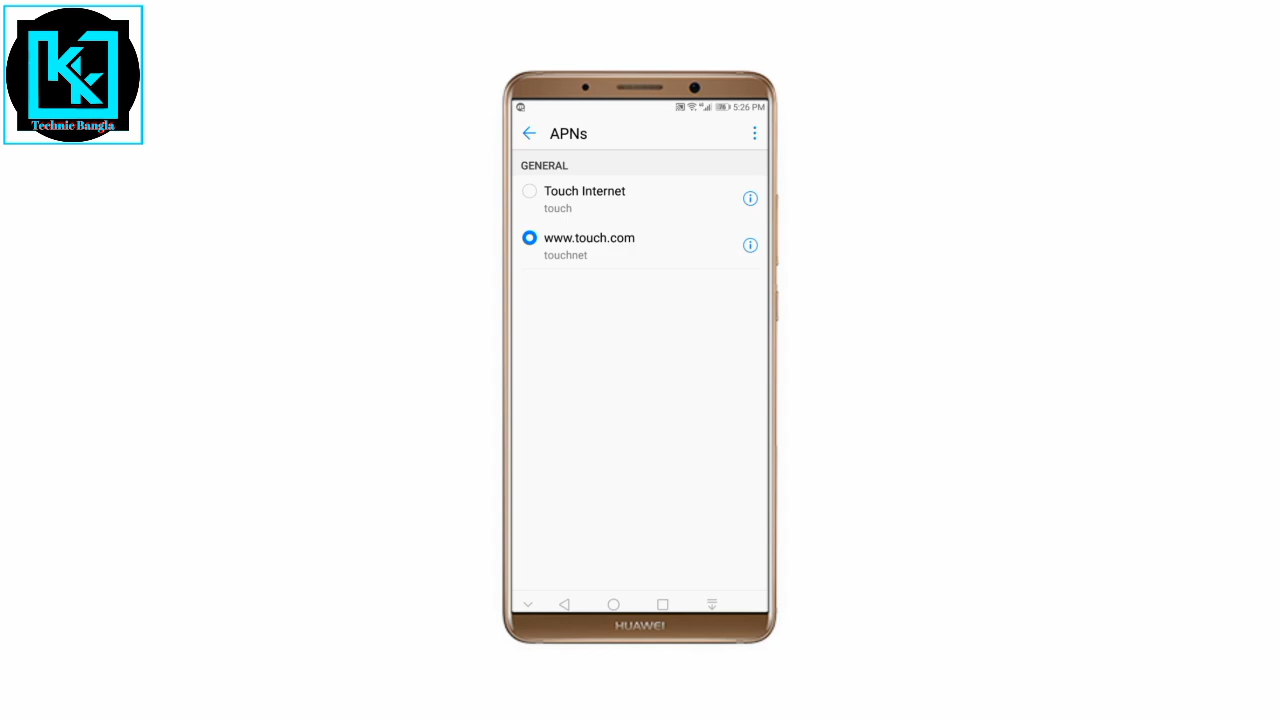 Technic Bangla
5:26 PM
APNs
GENERAL
Touch Internet
touch
www.touch.com
touchnet
HUAWEI